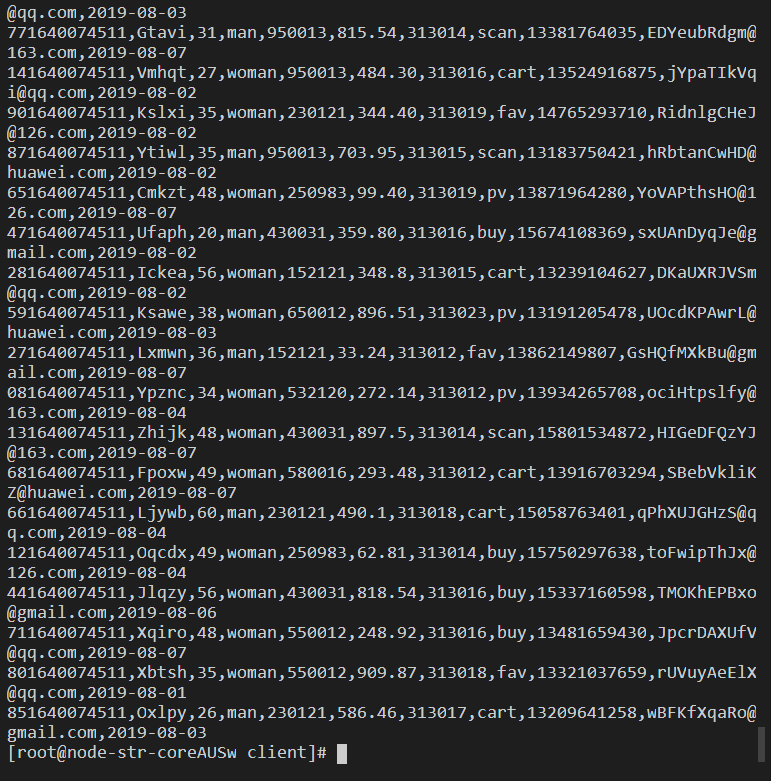 @qq.com,2019-08-03
771640074511,Gtavi,31,man,950013,815.54,313014,scan,13381764035,EDYeubRdgm@
163.com,2019-08-07
141640074511,Vmhqt,27,woman,950013,484.30,313016,cart,13524916875,jYpaTIkVq
i@qq.com,2019-08-02
901640074511,Kslxi,35,woman,230121,344.40,313019,fav,14765293710,RidnlgCHeJ
@126.com,2019-08-02
871640074511,Ytiwl,35,man,950013,703.95,313015,scan,13183750421,hRbtanCwHD@
huawei.com,2019-08-02
651640074511,Cmkzt,48,woman,250983,99.40,313019,pv,13871964280,YoVAPthsHO@1
26.com,2019-08-07
471640074511,Ufaph,20,man,430031,359.80,313016,buy,15674108369,sxUAnDyqJe@g
mail.com,2019-08-02
281640074511,Ickea,56,woman,152121,348.8,313015,cart,13239104627,DKaUXRJVSm
@qq.com,2019-08-02
591640074511,Ksawe,38,woman,650012,896.51,313023,pv,13191205478,UOcdKPAwrL@
huawei.com,2019-08-03
271640074511,Lxmwn,36,man,152121,33.24,313012,fav,13862149807,GsHQfMXkBu@gm
ail.com,2019-08-07
081640074511,Ypznc,34,woman,532120,272.14,313012,pv,13934265708,ociHtpslfy@
163.com,2019-08-04
131640074511,Zhijk,48,woman,430031,897.5,313014,scan,15801534872,HIGeDFQzYJ
@163.com,2019-08-07
681640074511,Fpoxw,49,woman,580016,293.48,313012,cart,13916703294,SBebVkliK
Z@huawei.com,2019-08-07
661640074511,Ljywb,60,man,230121,490.1,313018,cart,15058763401,qPhXUJGHzS@q
q.com,2019-08-04
121640074511,Oqcdx,49,woman,250983,62.81,313014,buy,15750297638,toFwipThJx@
126.com,2019-08-04
441640074511,Jlqzy,56,woman,430031,818.54,313016,buy,15337160598,TMOKhEPBxo
@gmail.com,2019-08-06
711640074511,Xqiro,48,woman,550012,248.92,313016,buy,13481659430,JpcrDAXUfV
@qq.com,2019-08-07
801640074511,Xbtsh,35,woman,550012,909.87,313018,fav,13321037659,rUVuyAeElX
@qq.com,2019-08-01
851640074511,Oxlpy,26,man,230121,586.46,313017,cart,13209641258,wBFKfXqaRo@
gmail.com,2019-08-03
[root@node-str-coreAUSw client]#